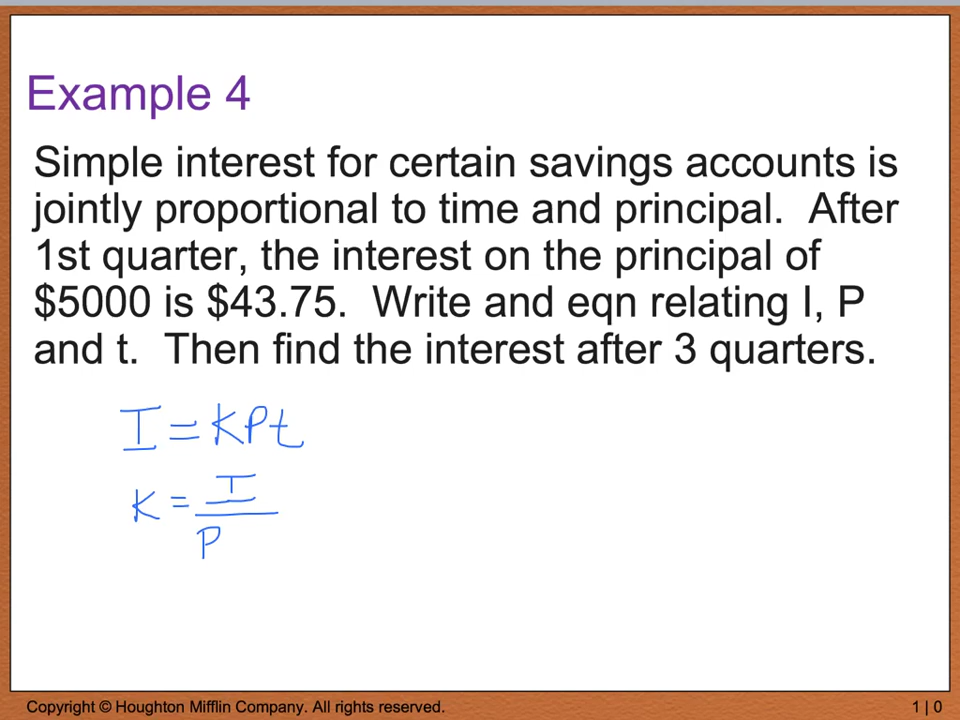 Example 4
Simple interest for certain savings accounts is
jointly proportional to time and principal.  After
1st quarter, the interest on the principal of
$5000 is $43.75.  Write and eqn relating I, P
and t.  Then find the interest after 3 quarters.
I = KPt
K = I
P
Copyright © Houghton Mifflin Company. All rights reserved.
1 | 0